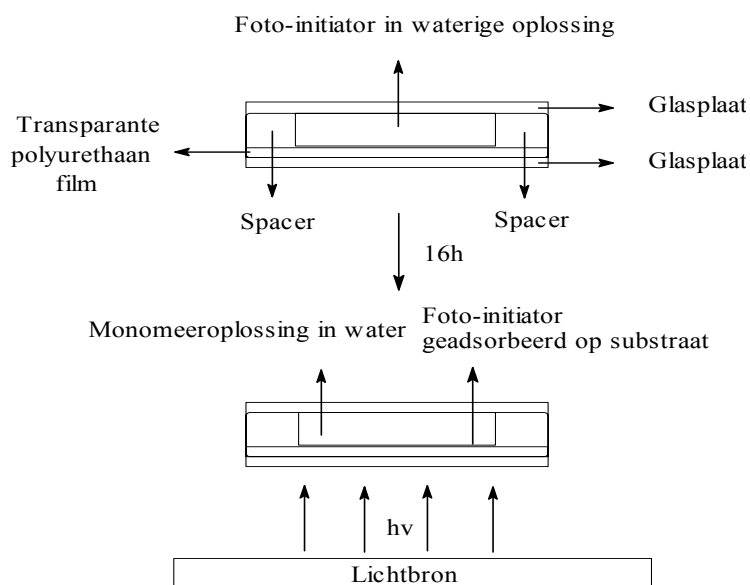 Foto-initiator in waterige oplossing
Glasplaat
Transparante
polyurethaan
film
Glasplaat
Spacer
Spacer
16h
Monomeeroplossing in water
Foto-initiator
geadsorbeerd op substraat
hv
Lichtbron